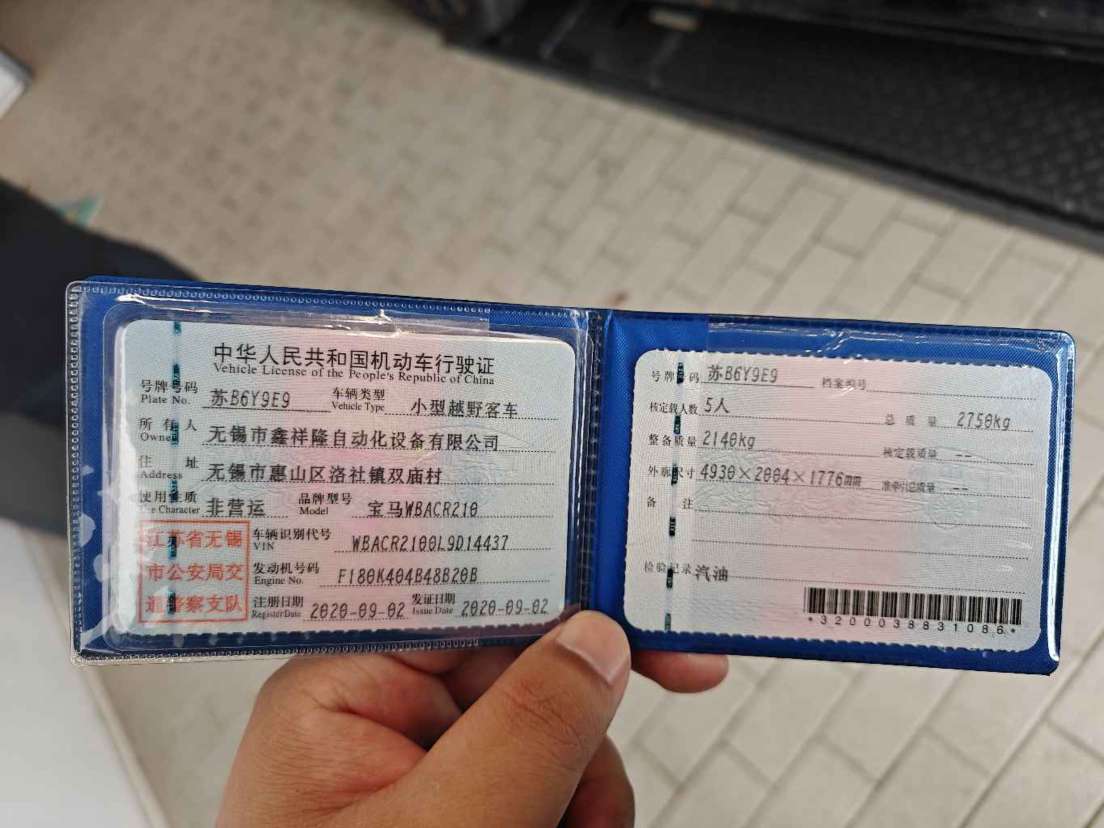 中华人民共和国机动车行驶证
Vehicle License of the People's Republic of China
号牌号码 苏B6Y9E9 车辆类型 小型越野客车
Plate No. Vehicle Type
所有人 无锡市鑫祥隆自动化设备有限公司
Owner
住址 无锡市惠山区洛社镇双庙村
Address
使用性质 非营运 品牌型号 宝马WBACR210
Use Character Model
江苏省无锡
市公安局交
通警察支队
车辆识别代号 WBACR2100L9D14437
VIN
发动机号码 F180K404B48B20B
Engine No.
注册日期 2020-09-02 发证日期 2020-09-02
Register Date Issue Date
号牌号码 苏B6Y9E9 档案编号
核定载人数 5人 总质量 2750kg
整备质量 2140kg 核定载质量 --
外廓尺寸 4930×2004×1776mm 准牵引总质量 --
备注
检验记录 汽油
*3200038831086*